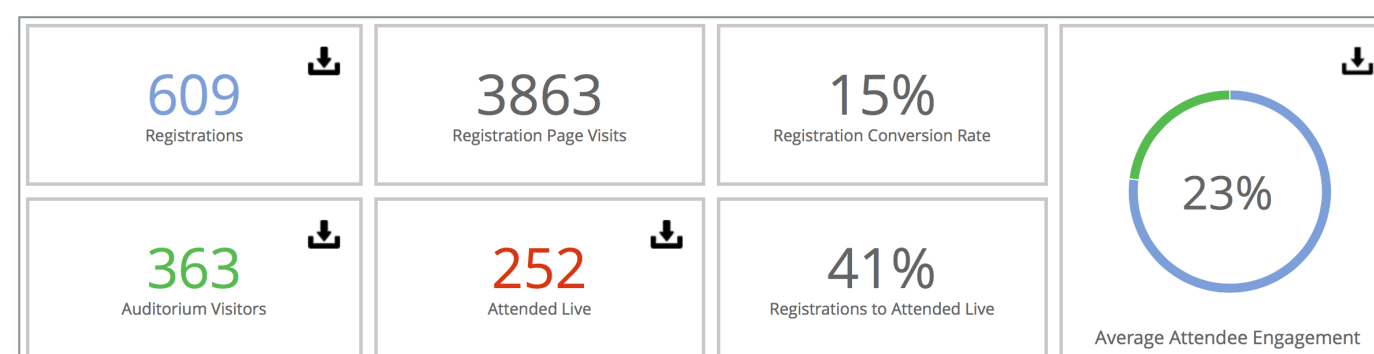 609
Registrations
3863
Registration Page Visits
15%
Registration Conversion Rate
23%
Average Attendee Engagement
363
Auditorium Visitors
252
Attended Live
41%
Registrations to Attended Live